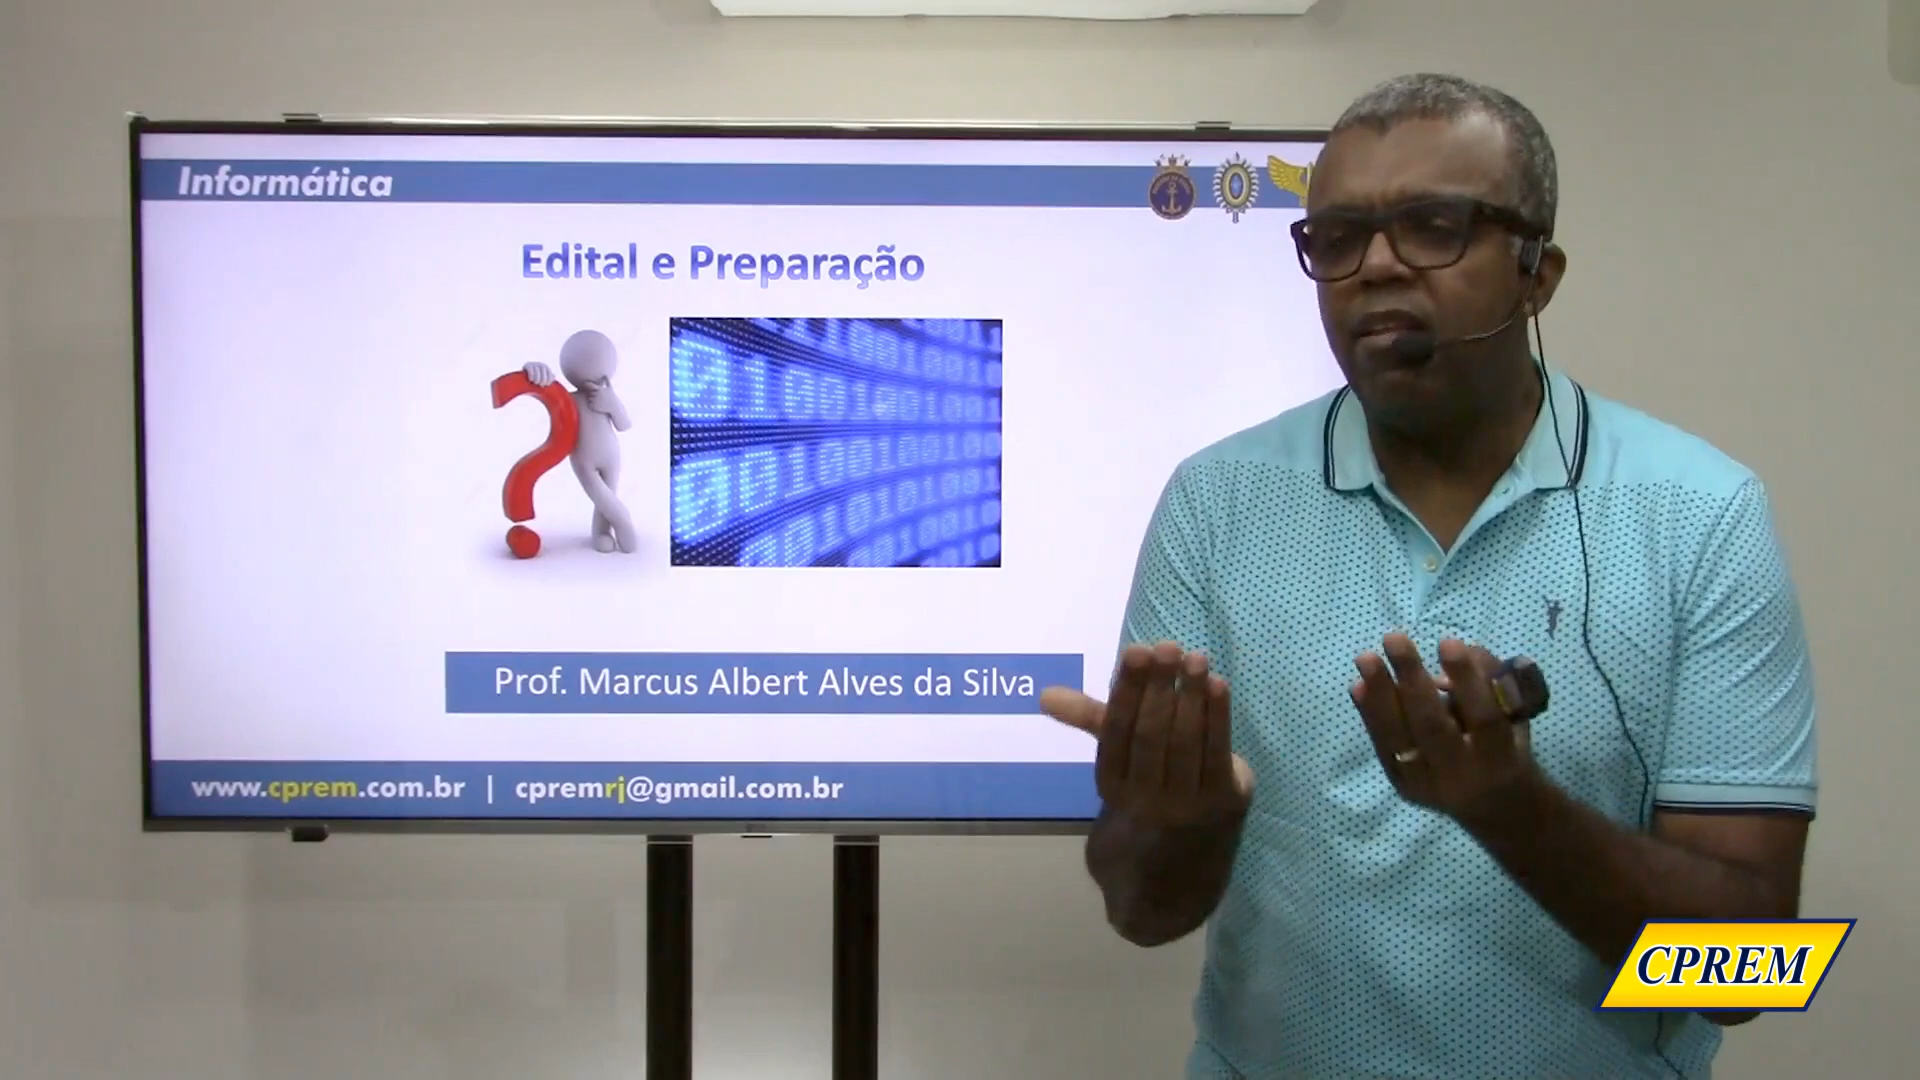 Informática
Edital e Preparação
Prof. Marcus Albert Alves da Silva
www.cprem.com.br | cpremrj@gmail.com.br
CPREM